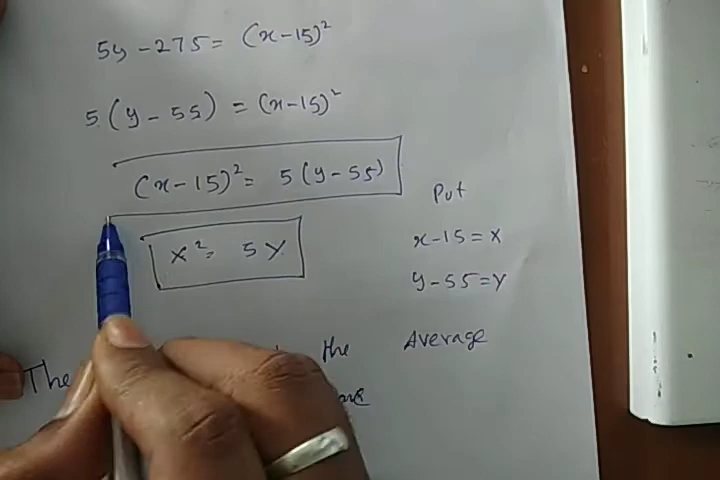 5y - 275 = (x-15)²
5(y - 55) = (x-15)²
(x-15)² = 5(y-55)
Put
X² = 5Y
x-15 = X
y-55 = Y
The the Average